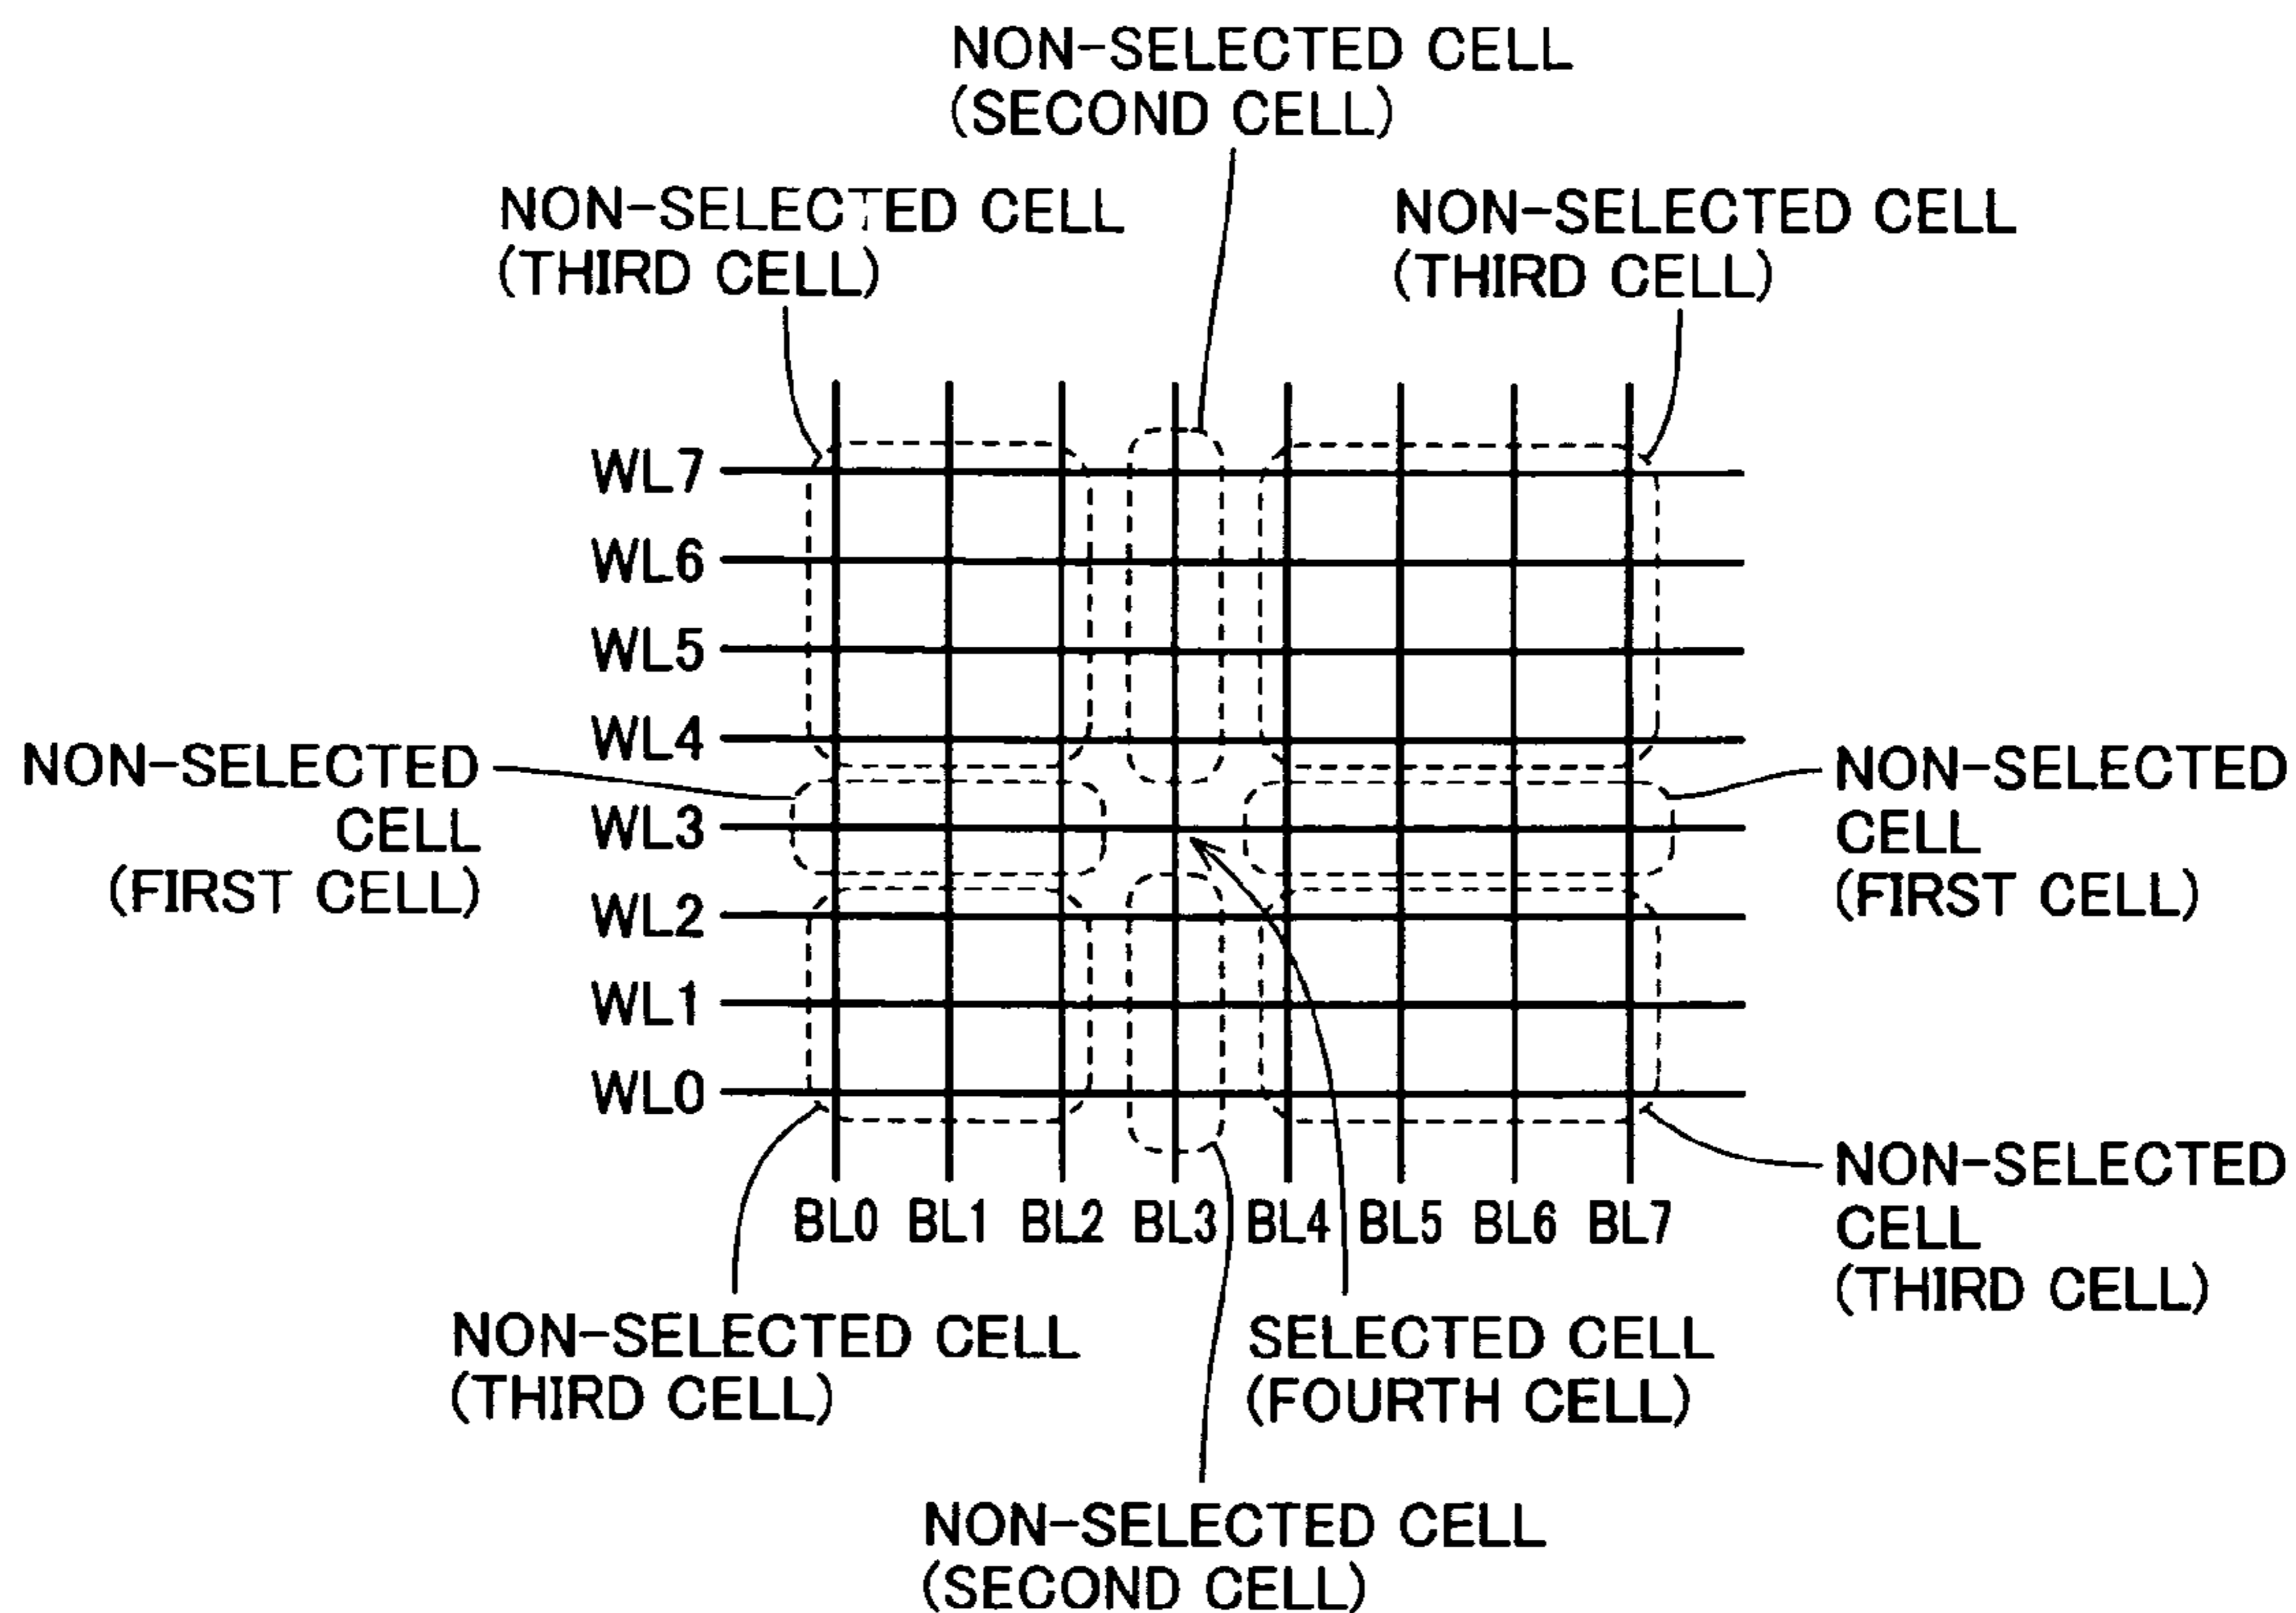 NON-SELECTED CELL
(SECOND CELL)
NON-SELECTED CELL
(THIRD CELL)
NON-SELECTED CELL
(THIRD CELL)
WL7
WL6
WL5
WL4
NON-SELECTED
CELL
(FIRST CELL)
WL3
NON-SELECTED
CELL
(FIRST CELL)
WL2
WL1
WL0
BL0 BL1 BL2 BL3 BL4 BL5 BL6 BL7
NON-SELECTED
CELL
(THIRD CELL)
NON-SELECTED CELL
(THIRD CELL)
SELECTED CELL
(FOURTH CELL)
NON-SELECTED CELL
(SECOND CELL)